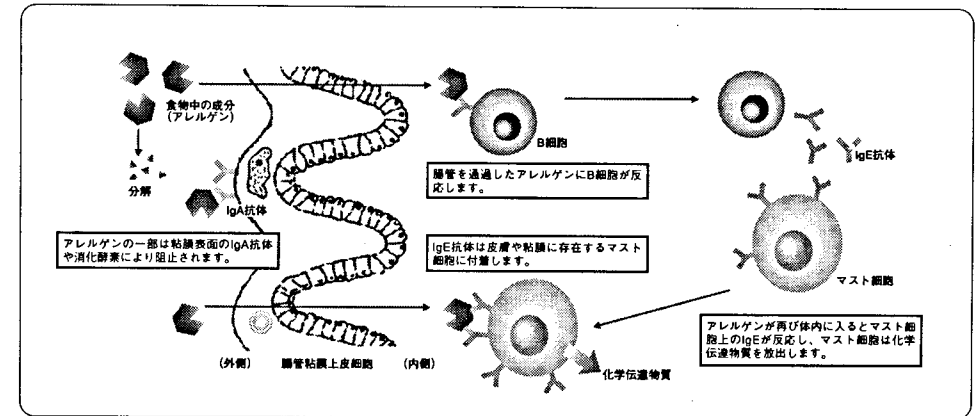 食物中の成分
(アレルゲン)
分解
IgA抗体
アレルゲンの一部は粘膜表面のIgA抗体
や消化酵素により阻止されます。
(外側)
腸管粘膜上皮細胞
(内側)
B細胞
腸管を通過したアレルゲンにB細胞が反
応します。
IgE抗体は皮膚や粘膜に存在するマスト
細胞に付着します。
IgE抗体
マスト細胞
アレルゲンが再び体内に入るとマスト細
胞上のIgEが反応し、マスト細胞は化学
伝達物質を放出します。
化学伝達物質